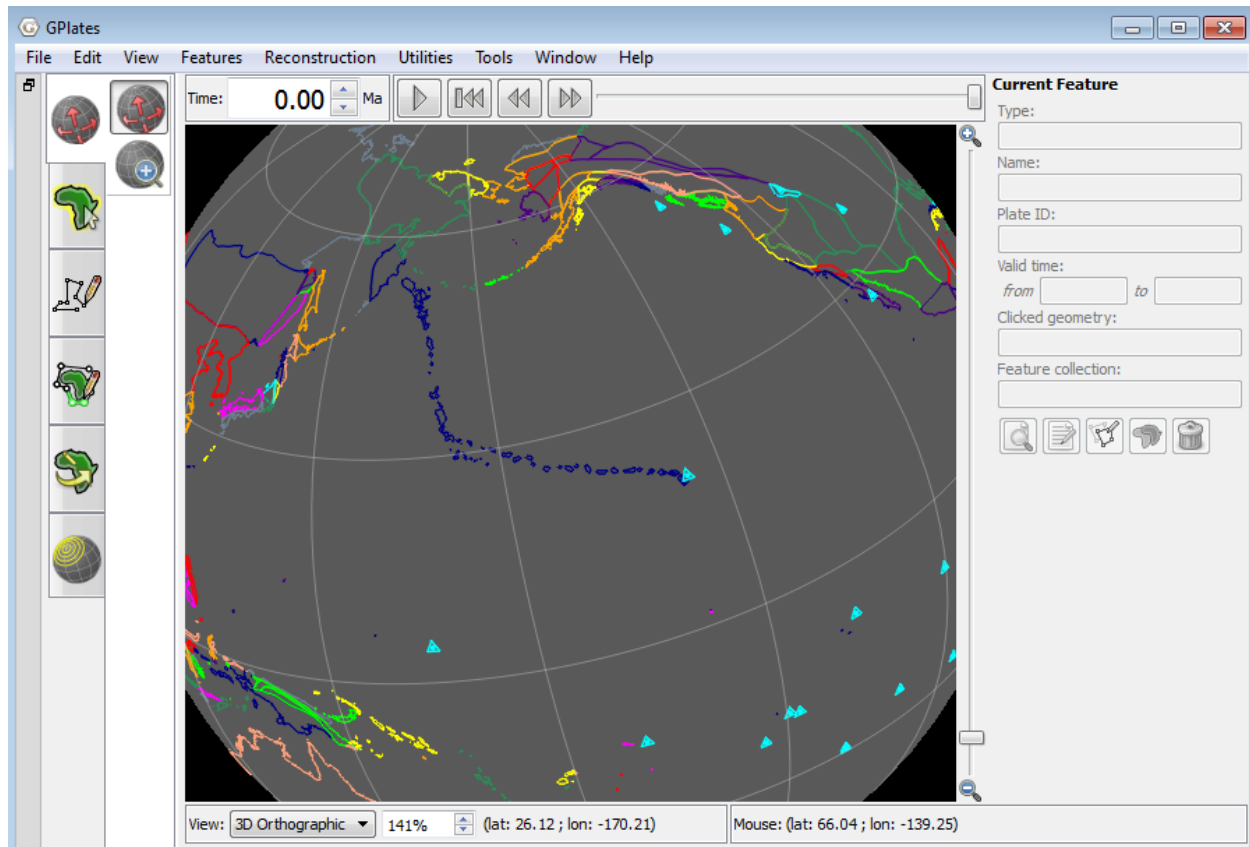 GPlates
File Edit View Features Reconstruction Utilities Tools Window Help
Time: 0.00 Ma
Current Feature
Type:
Name:
Plate ID:
Valid time:
from to
Clicked geometry:
Feature collection:
View: 3D Orthographic 141% (lat: 26.12 ; lon: -170.21) Mouse: (lat: 66.04 ; lon: -139.25)